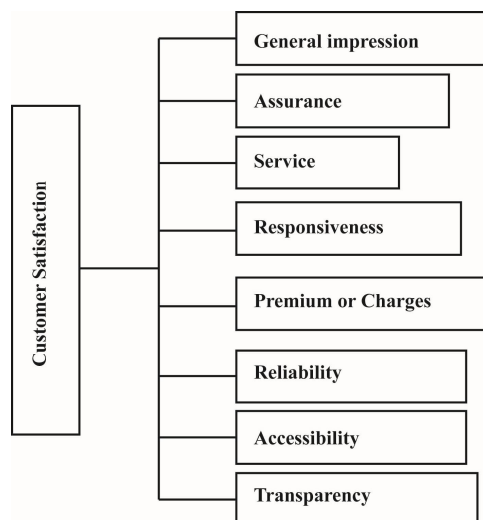 Customer Satisfaction
General impression
Assurance
Service
Responsiveness
Premium or Charges
Reliability
Accessibility
Transparency